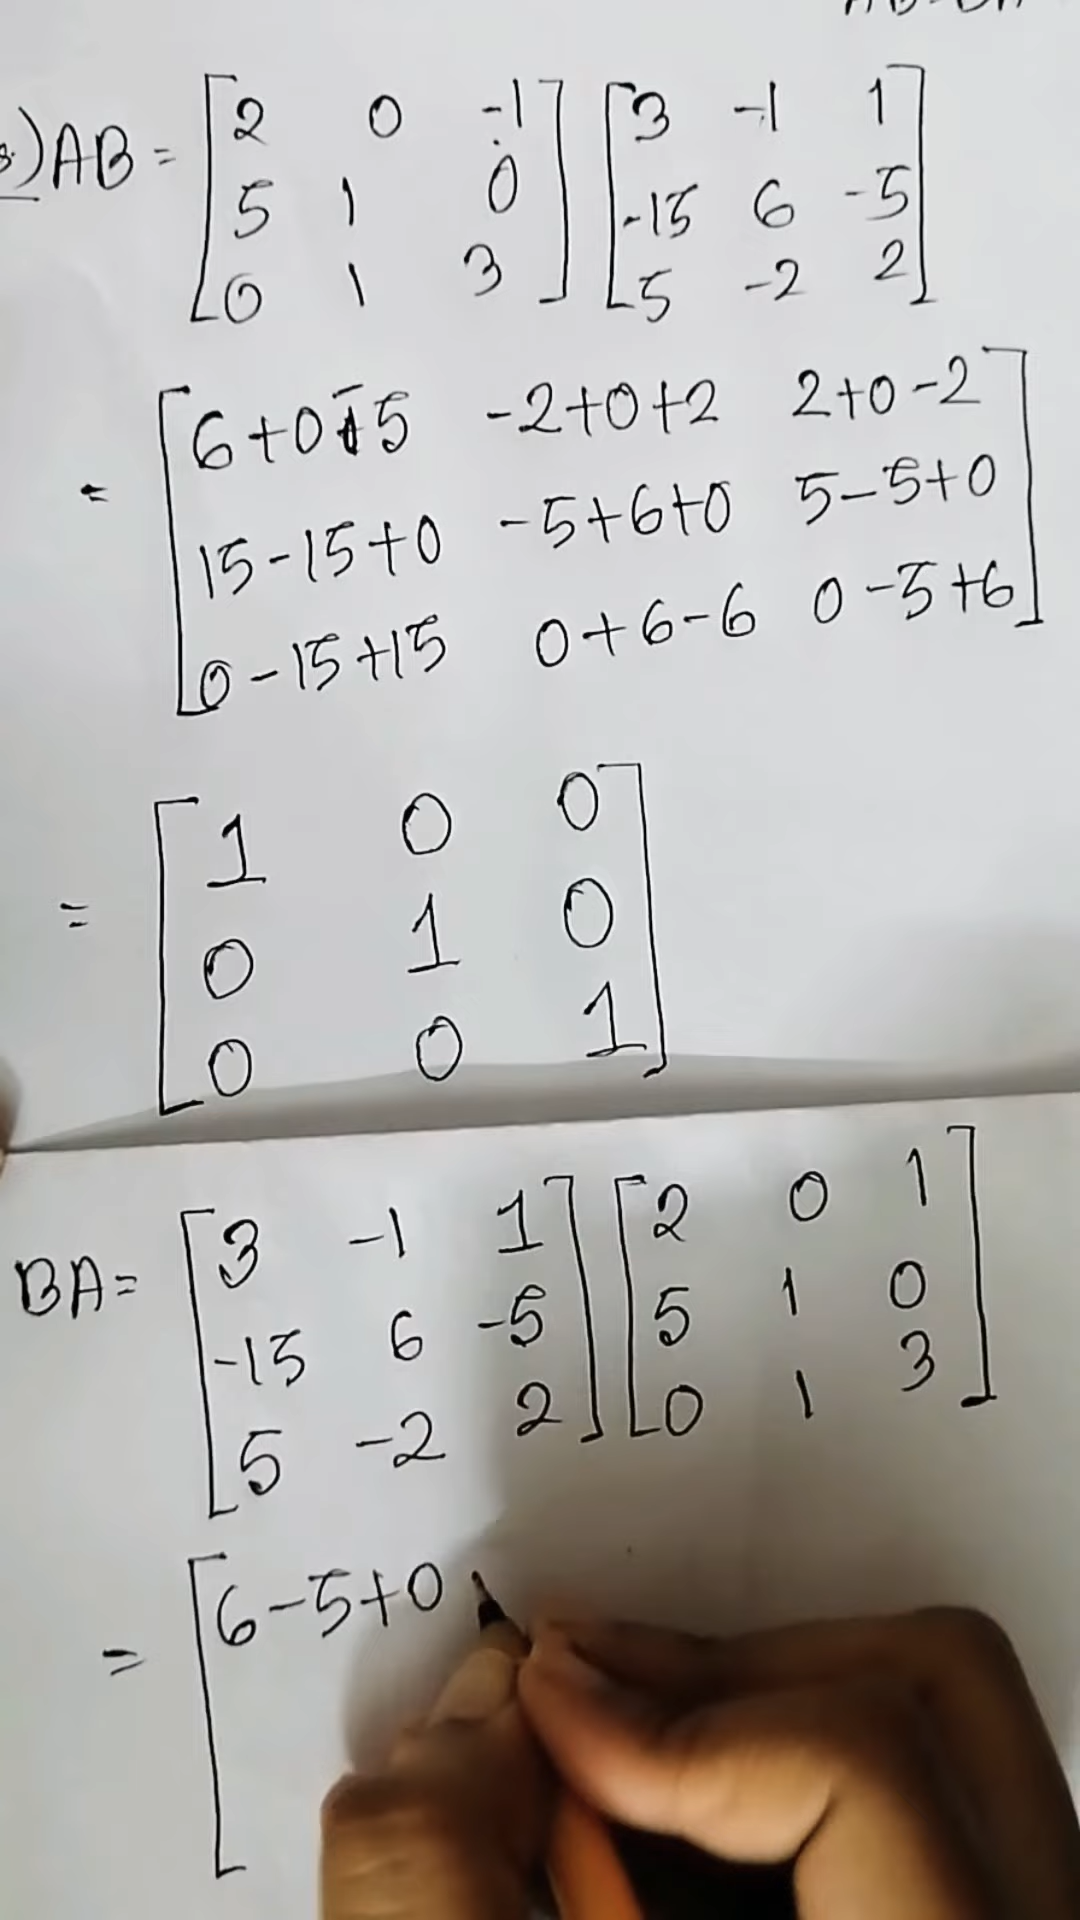 3.) AB = [2 0 -1] [3 -1 1]
[5 1 0] [-15 6 -5]
[0 1 3] [5 -2 2]
= [6+0-5 -2+0+2 2+0-2]
[15-15+0 -5+6+0 5-5+0]
[0-15+15 0+6-6 0-5+6]
[1 0 0]
= [0 1 0]
[0 0 1]
BA = [3 -1 1] [2 0 1]
[-15 6 -5] [5 1 0]
[5 -2 2] [0 1 3]
= [6-5+0